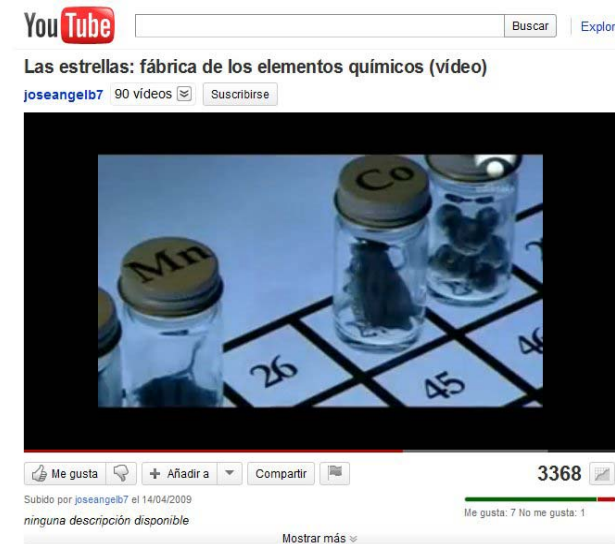 You Tube
Buscar
Explor
Las estrellas: fábrica de los elementos químicos (vídeo)
joseangelb7 90 vídeos Suscribirse
Co
Mn
26
45
46
Me gusta
Añadir a
Compartir
3368
Subido por joseangelb7 el 14/04/2009
Me gusta: 7 No me gusta: 1
ninguna descripción disponible
Mostrar más